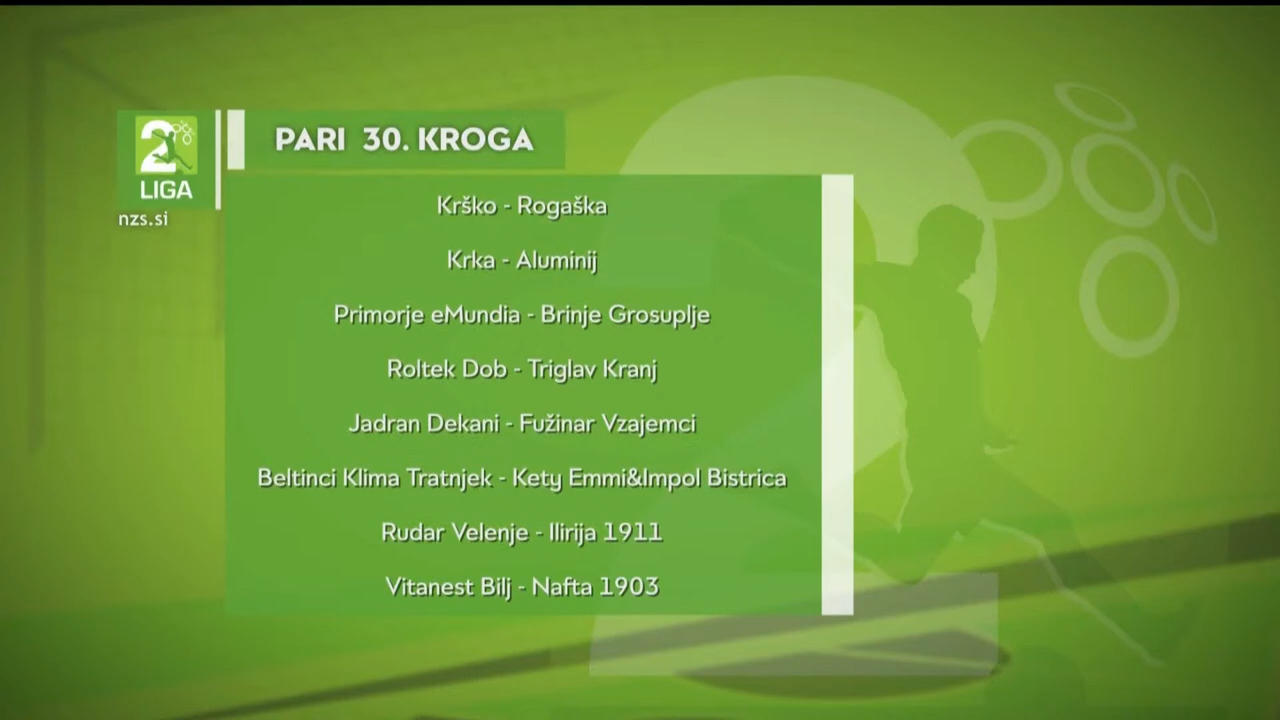 2
LIGA
nzs.si
PARI 30. KROGA
Krško - Rogaška
Krka - Aluminij
Primorje eMundia - Brinje Grosuplje
Roltek Dob - Triglav Kranj
Jadran Dekani - Fužinar Vzajemci
Beltinci Klima Tratnjek - Kety Emmi&Impol Bistrica
Rudar Velenje - Ilirija 1911
Vitanest Bilj - Nafta 1903